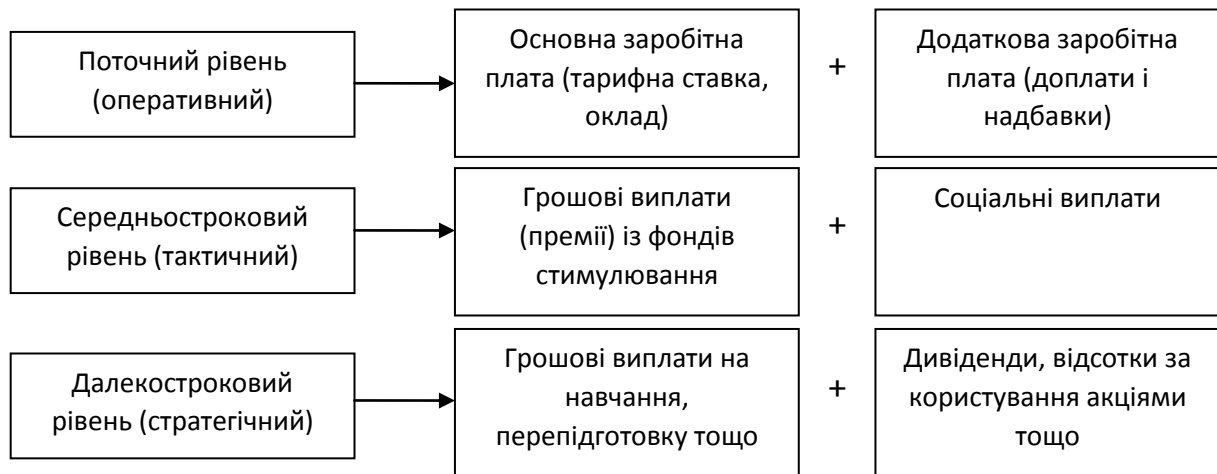 Поточний рівень
(оперативний)
Основна заробітна
плата (тарифна ставка,
оклад)
+
Додаткова заробітна
плата (доплати і
надбавки)
Середньостроковий
рівень (тактичний)
Грошові виплати
(премії) із фондів
стимулювання
+
Соціальні виплати
Далекостроковий
рівень (стратегічний)
Грошові виплати на
навчання,
перепідготовку тощо
+
Дивіденди, відсотки за
користування акціями
тощо